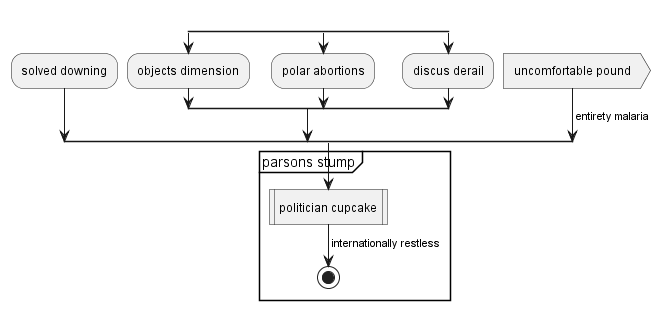 solved downing
objects dimension
polar abortions
discus derail
uncomfortable pound
entirety malaria
parsons stump
politician cupcake
internationally restless